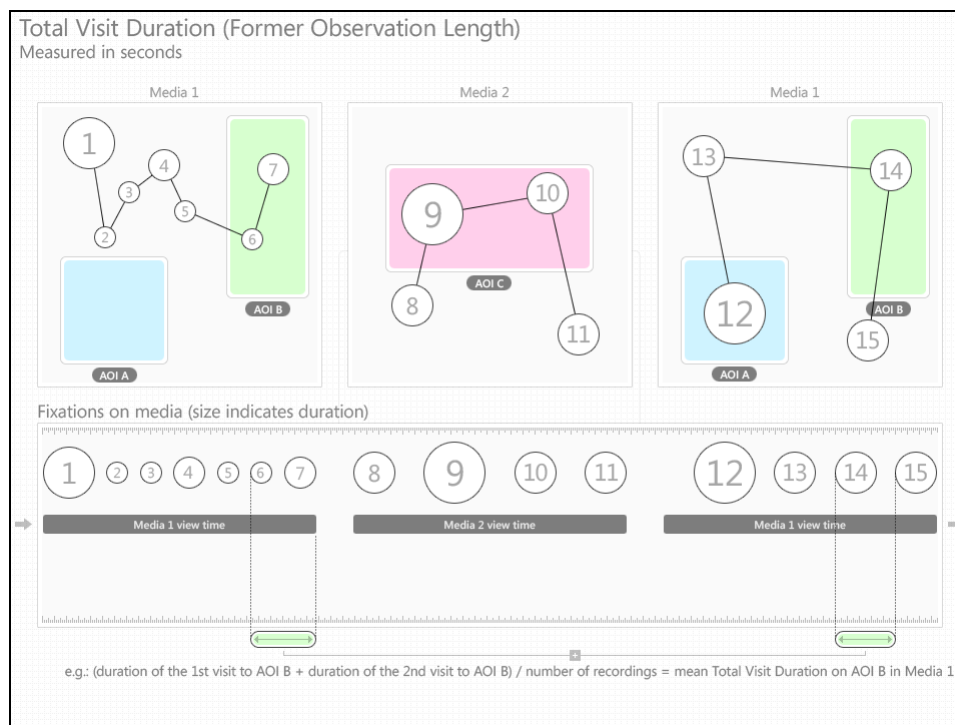 Total Visit Duration (Former Observation Length)
Measured in seconds
Media 1
Media 2
Media 1
1
2
3
4
5
6
7
AOI A
AOI B
8
9
10
11
AOI C
12
13
14
15
AOI A
AOI B
Fixations on media (size indicates duration)
1 2 3 4 5 6 7 8 9 10 11 12 13 14 15
Media 1 view time
Media 2 view time
Media 1 view time
e.g.: (duration of the 1st visit to AOI B + duration of the 2nd visit to AOI B) / number of recordings = mean Total Visit Duration on AOI B in Media 1